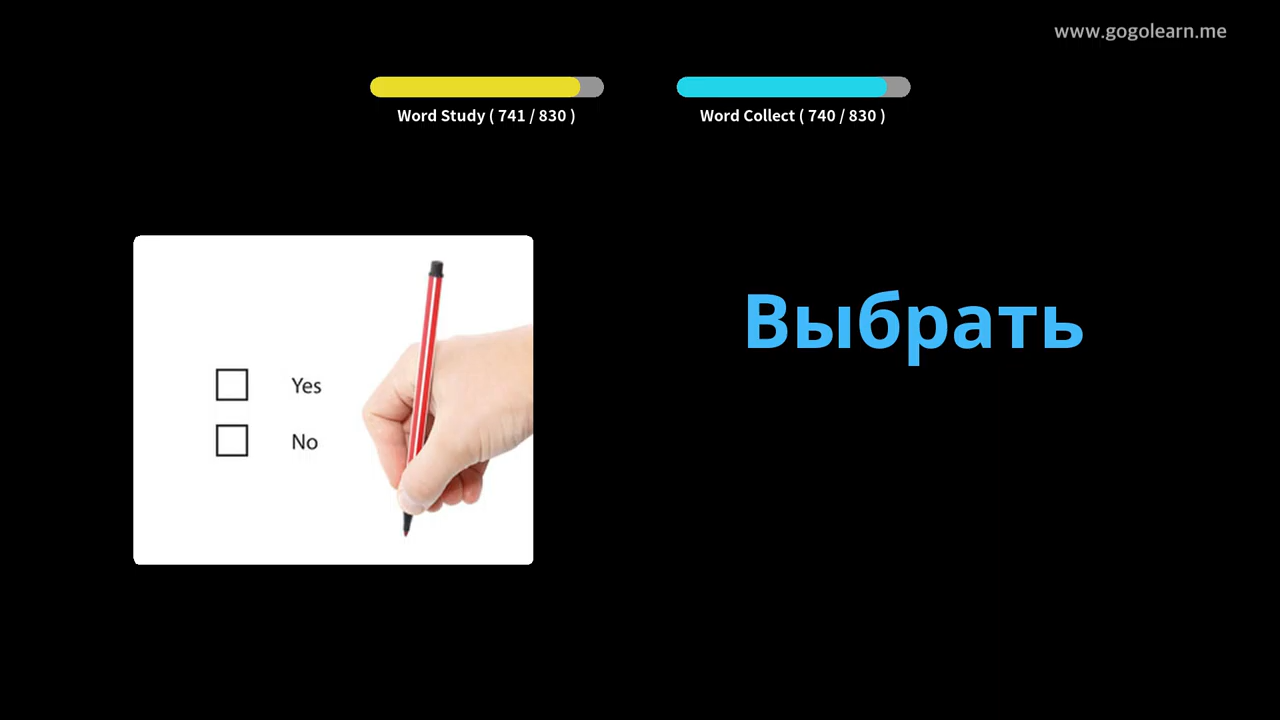 www.gogolearn.me
Word Study ( 741 / 830 )
Word Collect ( 740 / 830 )
Выбрать
Yes
No